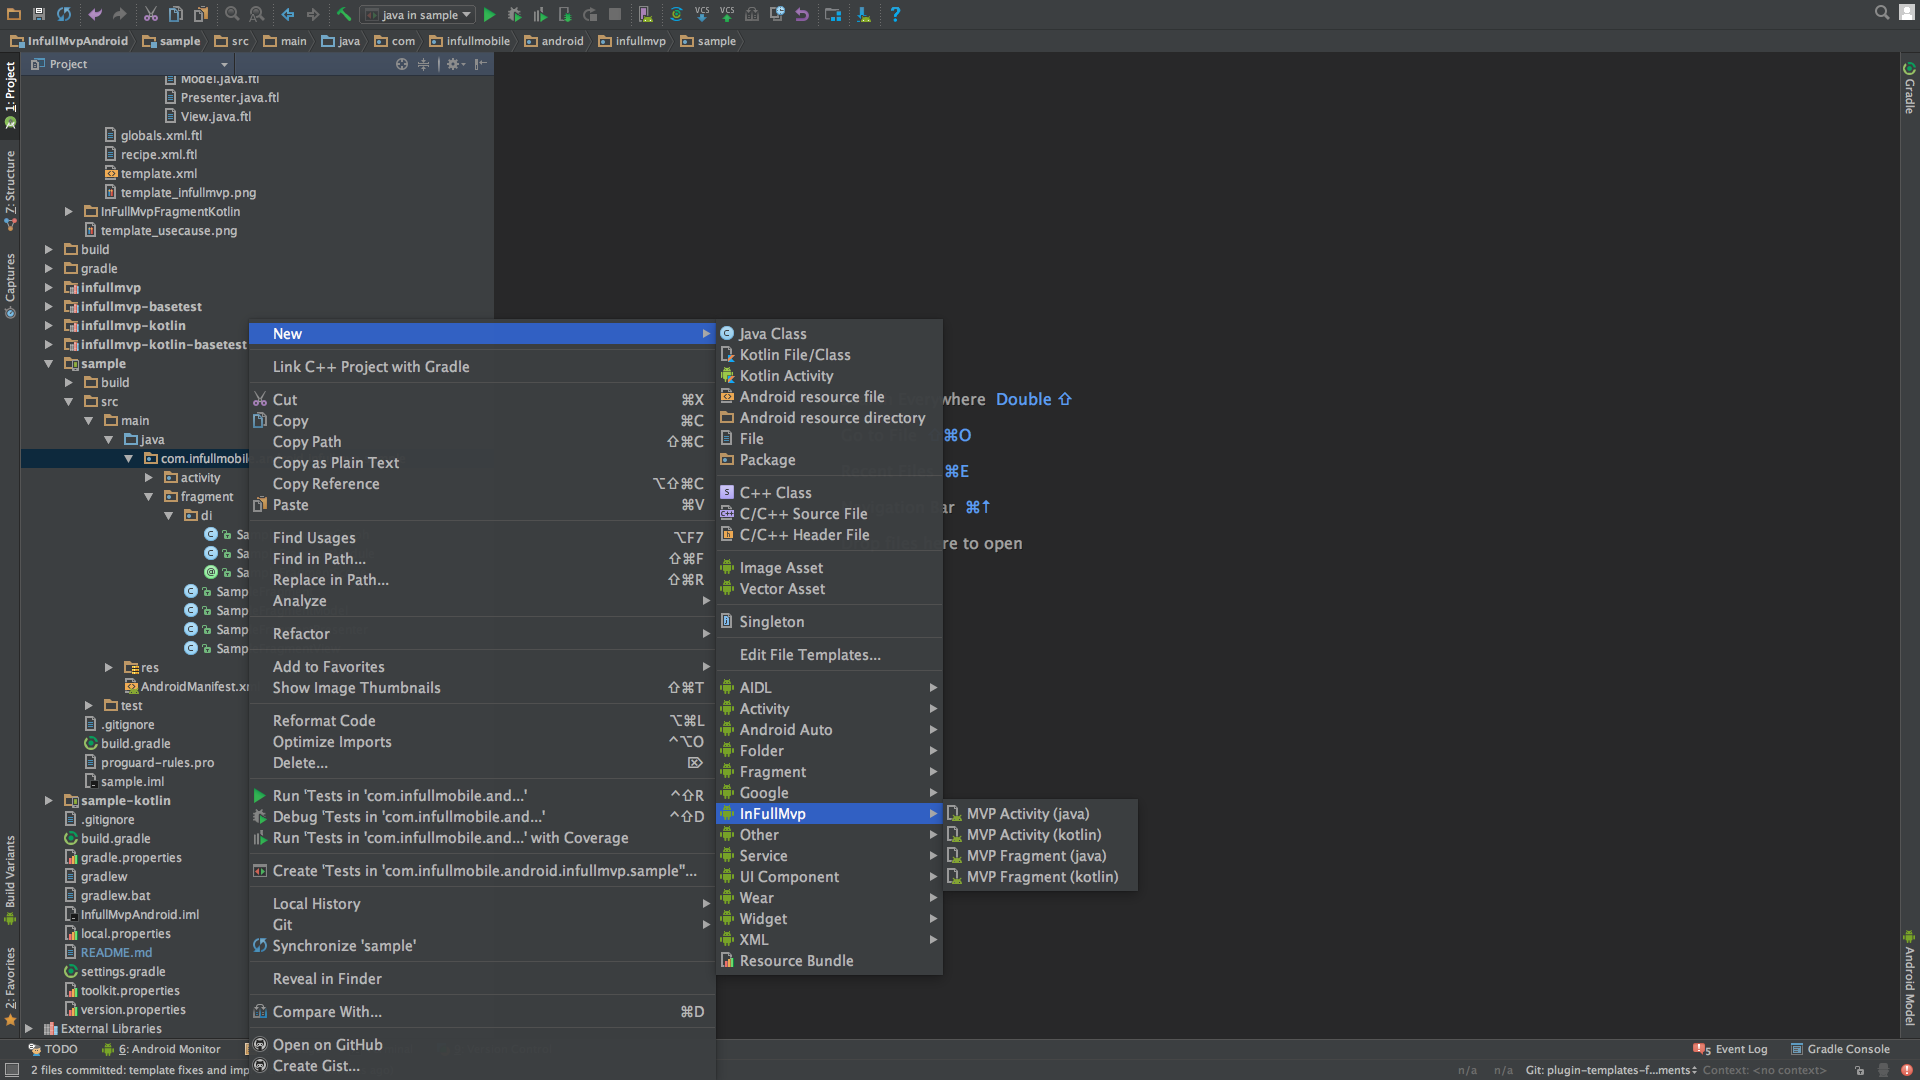 java in sample
InfullMvpAndroid sample src main java com infullmobile android infullmvp sample
Project
Model.java.ftl
Presenter.java.ftl
View.java.ftl
globals.xml.ftl
recipe.xml.ftl
template.xml
template_infullmvp.png
InFullMvpFragmentKotlin
template_usecause.png
build
gradle
infullmvp
infullmvp-basetest
infullmvp-kotlin
infullmvp-kotlin-basetest
sample
build
src
main
java
com.infullmobil
activity
fragment
di
Sa
Sa
Sa
Samp
Samp
Samp
Samp
res
AndroidManifest.x
test
.gitignore
build.gradle
proguard-rules.pro
sample.iml
sample-kotlin
.gitignore
build.gradle
gradle.properties
gradlew
gradlew.bat
InfullMvpAndroid.iml
local.properties
README.md
settings.gradle
toolkit.properties
version.properties
External Libraries
1: Project
Z: Structure
Captures
Build Variants
2: Favorites
New
Link C++ Project with Gradle
Cut ⌘X
Copy ⌘C
Copy Path ⇧⌘C
Copy as Plain Text
Copy Reference ⌥⇧⌘C
Paste ⌘V
Find Usages ⌥F7
Find in Path... ⇧⌘F
Replace in Path... ⇧⌘R
Analyze
Refactor
Add to Favorites
Show Image Thumbnails ⇧⌘T
Reformat Code ⌥⌘L
Optimize Imports ^⌥O
Delete... ⌦
Run 'Tests in 'com.infullmobile.and...' ^⇧R
Debug 'Tests in 'com.infullmobile.and...' ^⇧D
Run 'Tests in 'com.infullmobile.and...' with Coverage
Create 'Tests in 'com.infullmobile.android.infullmvp.sample''...
Local History
Git
Synchronize 'sample'
Reveal in Finder
Compare With... ⌘D
Open on GitHub
Create Gist...
Java Class
Kotlin File/Class
Kotlin Activity
Android resource file
Android resource directory
File
Package
C++ Class
C/C++ Source File
C/C++ Header File
Image Asset
Vector Asset
Singleton
Edit File Templates...
AIDL
Activity
Android Auto
Folder
Fragment
Google
InFullMvp
Other
Service
UI Component
Wear
Widget
XML
Resource Bundle
MVP Activity (java)
MVP Activity (kotlin)
MVP Fragment (java)
MVP Fragment (kotlin)
where Double ⇧
⌘O
⌘E
ar ⌘↑
re to open
Gradle
Android Model
TODO 6: Android Monitor
5 Event Log Gradle Console
2 files committed: template fixes and imp n/a n/a Git: plugin-templates-f...ments Context: <no context>